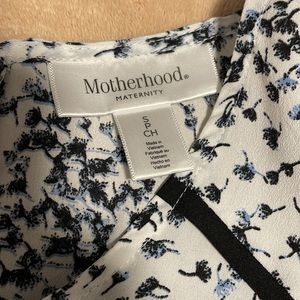 Motherhood®
MATERNITY
S
P
CH
Made in
Vietnam
Fabriqué au
Vietnam
Hecho en
Vietnam